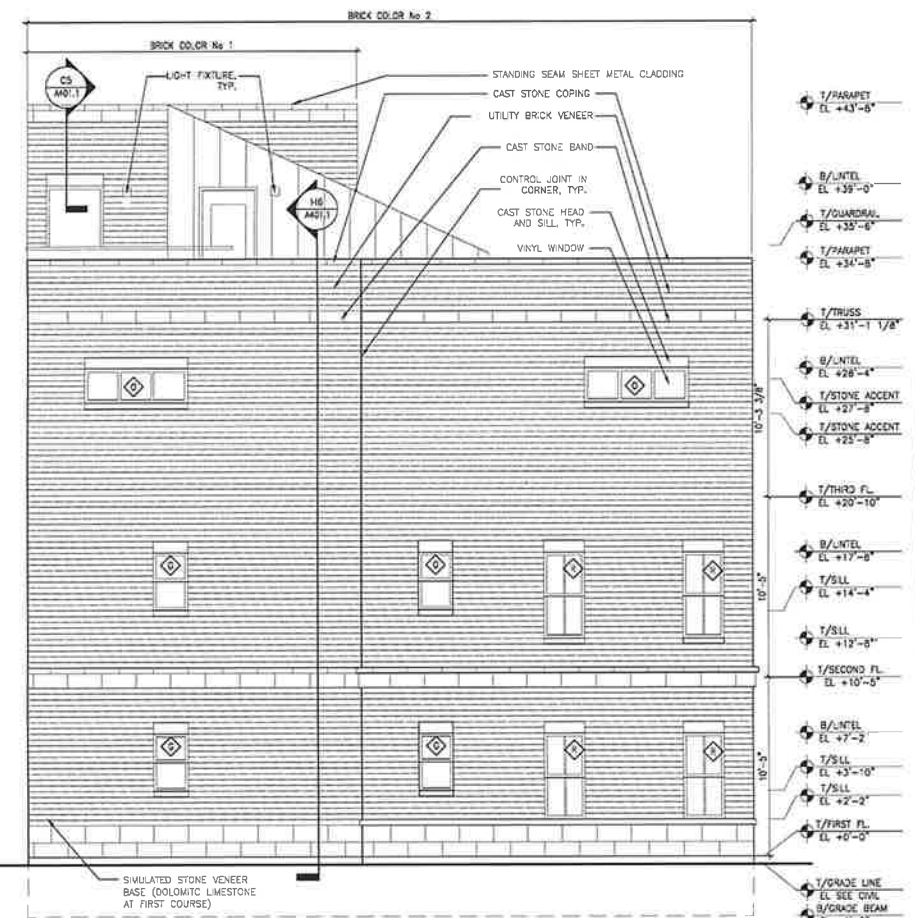 BRICK COLOR No 2
BRICK COLOR No 1
C5
A401.1
LIGHT FIXTURE,
TYP.
STANDING SEAM SHEET METAL CLADDING
CAST STONE COPING
UTILITY BRICK VENEER
CAST STONE BAND
CONTROL JOINT IN
CORNER, TYP.
CAST STONE HEAD
AND SILL, TYP.
VINYL WINDOW
H6
A401.1
T/PARAPET
EL +43'-6"
B/LINTEL
EL +39'-0"
T/GUARDRAIL
EL +35'-6"
T/PARAPET
EL +34'-8"
T/TRUSS
EL +31'-1 1/8"
B/LINTEL
EL +28'-4"
T/STONE ACCENT
EL +27'-8"
T/STONE ACCENT
EL +25'-8"
10'-3 3/8"
T/THIRD FL.
EL +20'-10"
B/LINTEL
EL +17'-8"
T/SILL
EL +14'-4"
10'-5"
T/SILL
EL +12'-8"
T/SECOND FL.
EL +10'-5"
B/LINTEL
EL +7'-2
10'-5"
T/SILL
EL +3'-10"
T/SILL
EL +2'-2"
T/FIRST FL.
EL +0'-0"
G
G
R
R
G
G
R
R
SIMULATED STONE VENEER
BASE (DOLOMITC LIMESTONE
AT FIRST COURSE)
T/GRADE LINE
EL SEE CIVIL
B/GRADE BEAM